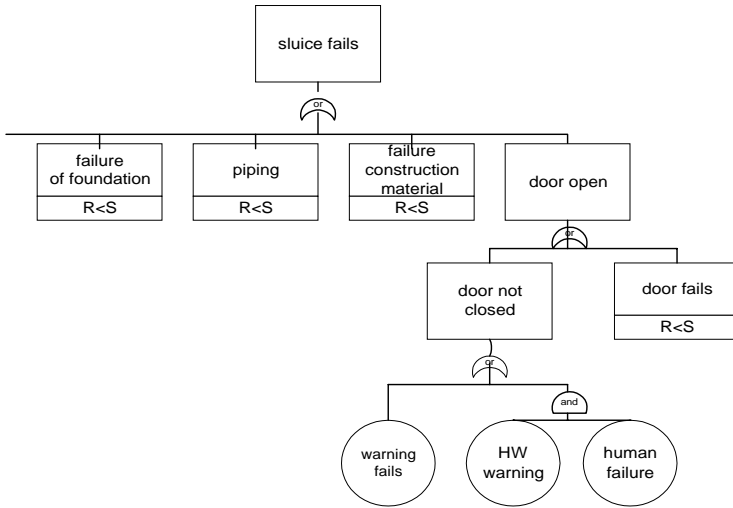 sluice fails
or
failure
of foundation
R<S
piping
R<S
failure
construction
material
R<S
door open
or
door not
closed
door fails
R<S
or
and
warning
fails
HW
warning
human
failure